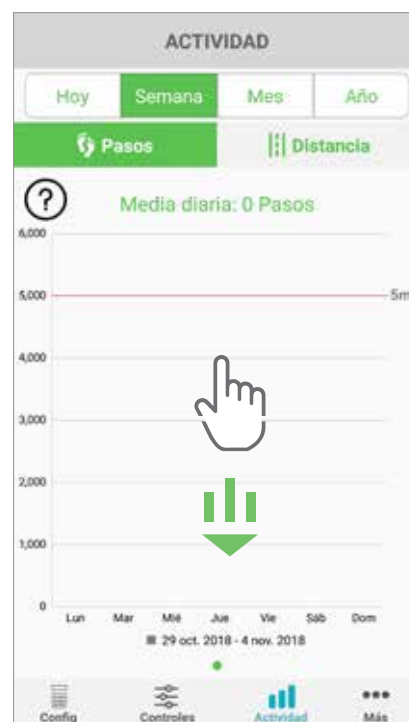 ACTIVIDAD
Hoy Semana Mes Año
Pasos Distancia
?
Media diaria: 0 Pasos
6,000
5,000 5m
4,000
3,000
2,000
1,000
0
Lun Mar Mié Jue Vie Sáb Dom
29 oct. 2018 - 4 nov. 2018
Config Controles Actividad Más